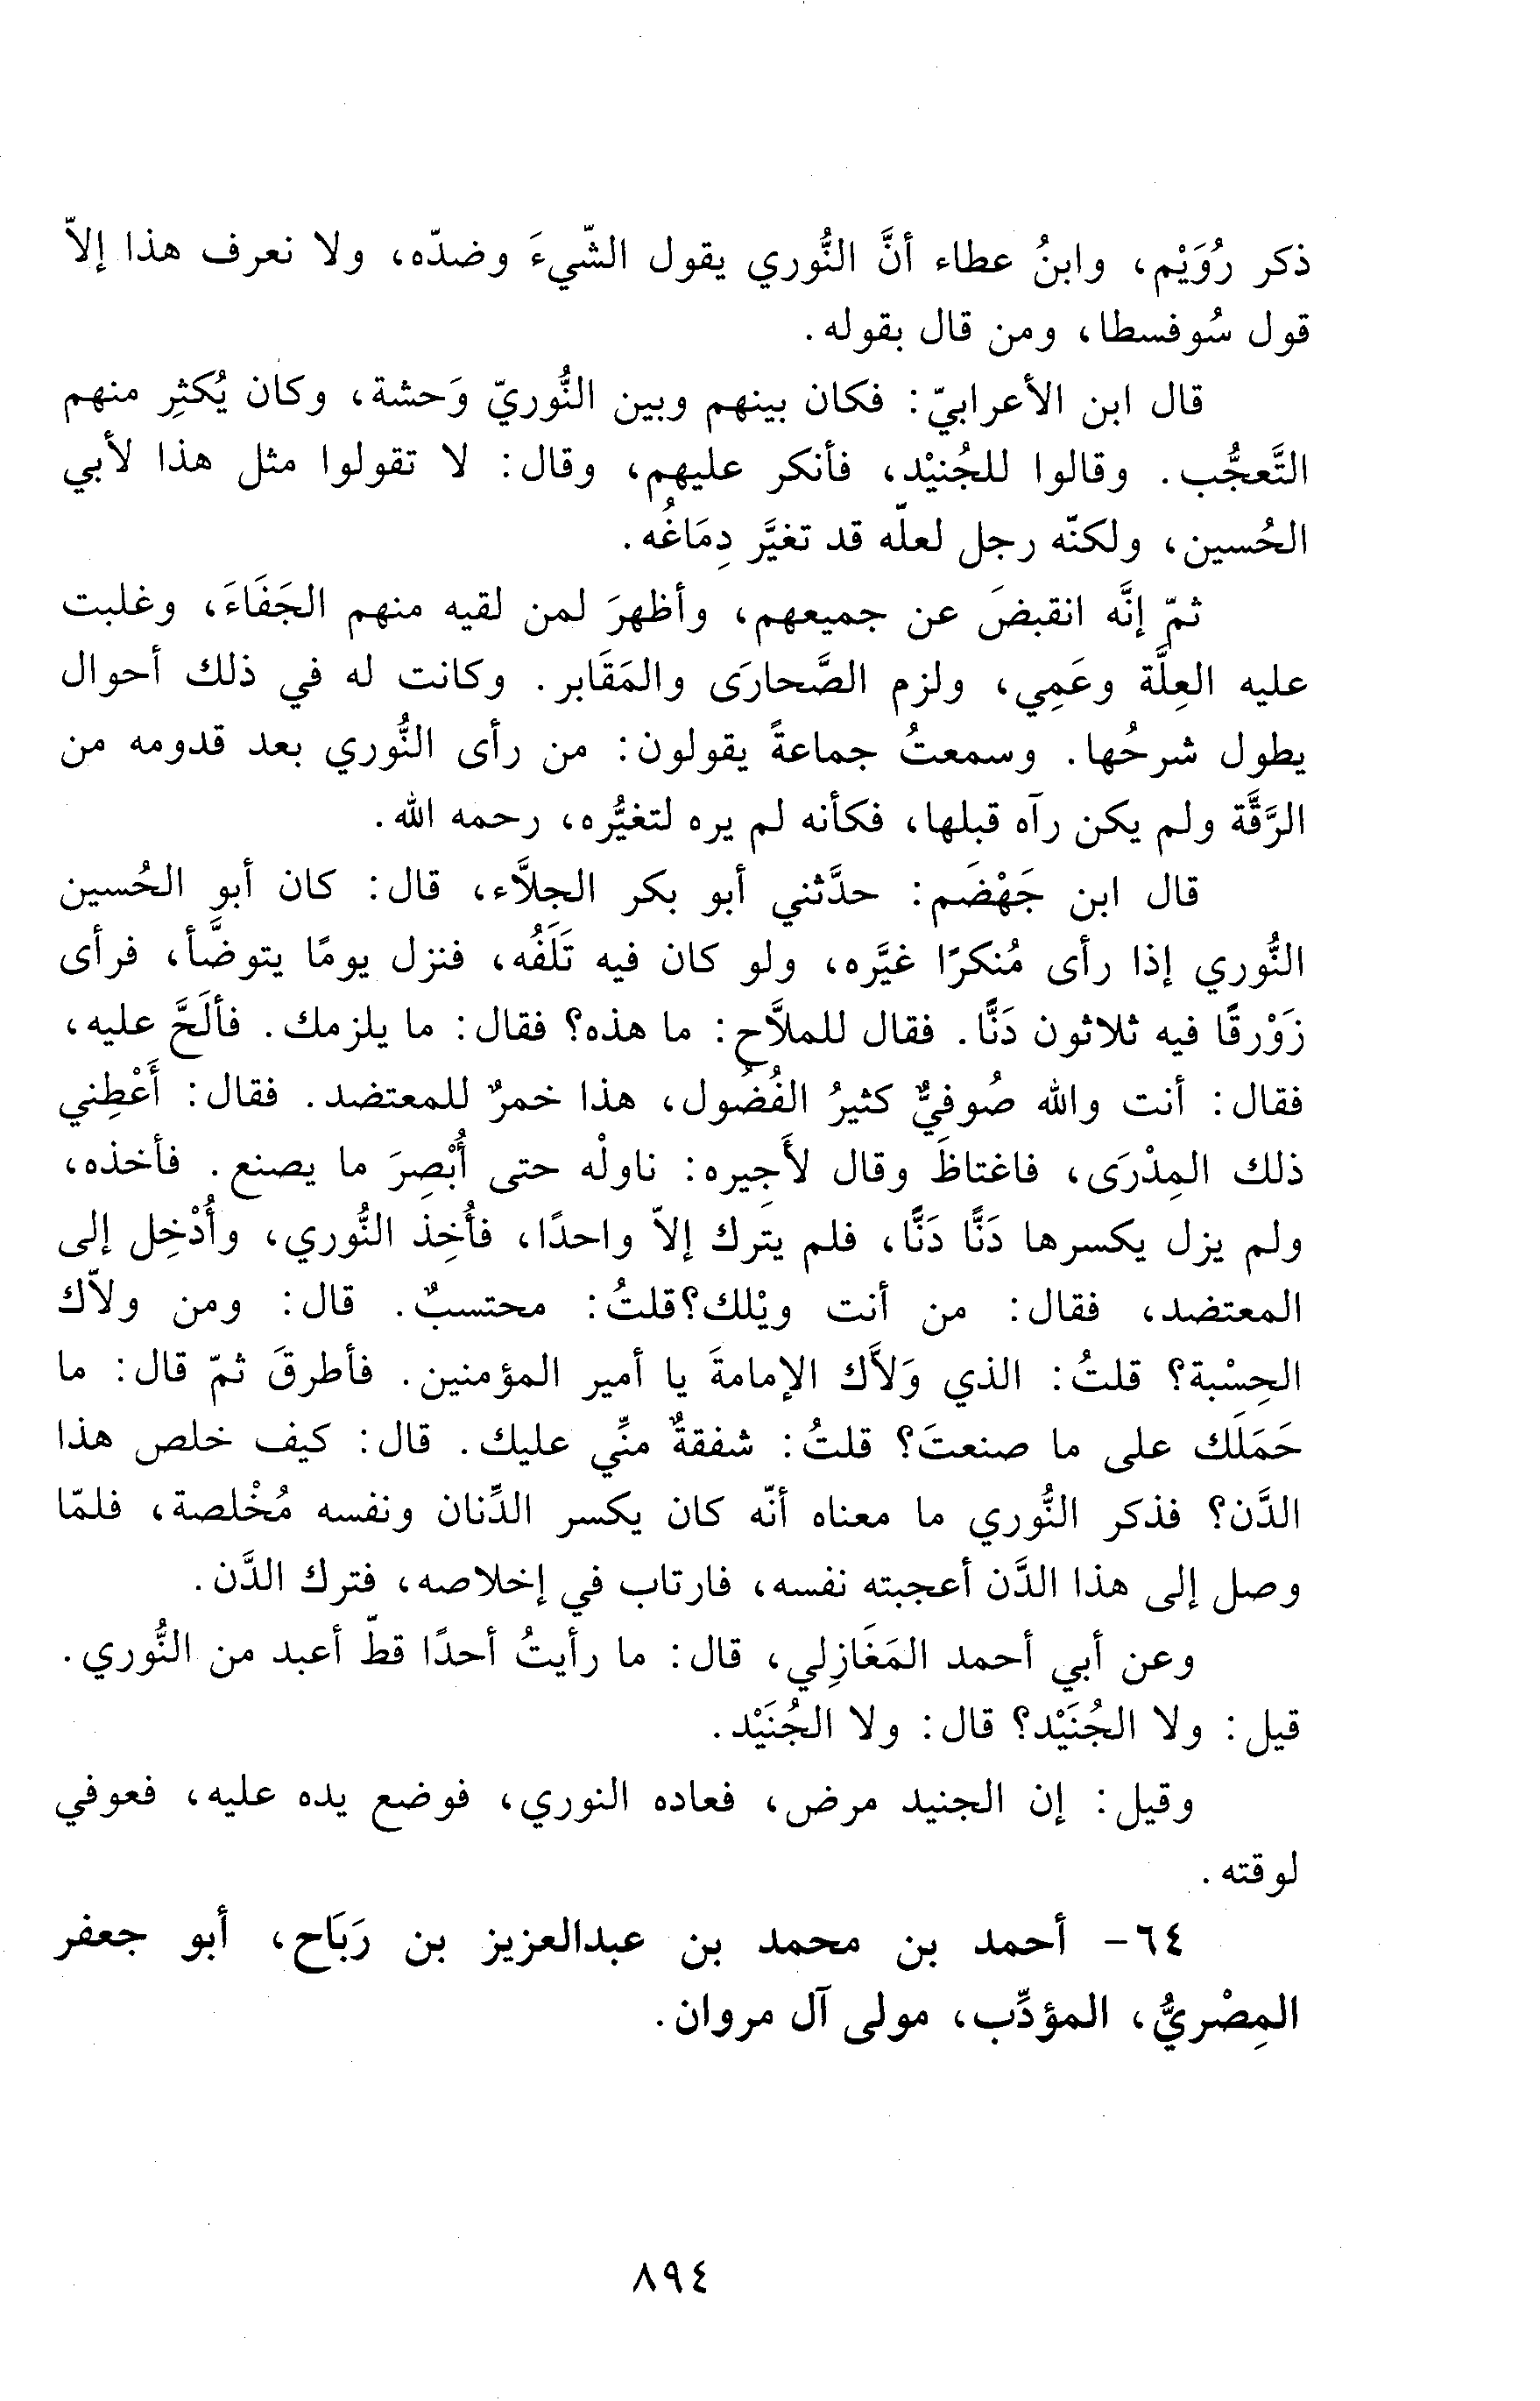 ذكر رُوَيْم، وابنُ عطاء أنَّ النُّوري يقول الشّيءَ وضدّه، ولا نعرف هذا إلاّ
قول سُوفسطا، ومن قال بقوله.
قال ابن الأعرابيّ: فكان بينهم وبين النُّوريّ وَحشة، وكان يُكثِر منهم
التَّعجُّب. وقالوا للجُنيْد، فأنكر عليهم، وقال: لا تقولوا مثل هذا لأبي
الحُسين، ولكنّه رجل لعلّه قد تغيَّر دِمَاغُه.
ثمّ إنَّه انقبضَ عن جميعهم، وأظهرَ لمن لقيه منهم الجَفَاءَ، وغلبت
عليه العِلَّة وعَمِي، ولزم الصَّحارَى والمَقَابر. وكانت له في ذلك أحوال
يطول شرحُها. وسمعتُ جماعةً يقولون: من رأى النُّوري بعد قدومه من
الرَّقَّة ولم يكن رآه قبلها، فكأنه لم يره لتغيُّره، رحمه الله.
قال ابن جَهْضَم: حدَّثني أبو بكر الجلاَّء، قال: كان أبو الحُسين
النُّوري إذا رأى مُنكرًا غيَّره، ولو كان فيه تَلَفُه، فنزل يومًا يتوضَّأ، فرأى
زَوْرقًا فيه ثلاثون دَنًّا. فقال للملاَّح: ما هذه؟ فقال: ما يلزمك. فألَحَّ عليه،
فقال: أنت والله صُوفيٌّ كثيرُ الفُضُول، هذا خمرٌ للمعتضد. فقال: أَعْطِني
ذلك المِدْرَى، فاغتاظَ وقال لأَجِيره: ناولْه حتى أُبْصِرَ ما يصنع. فأخذه،
ولم يزل يكسرها دَنًّا دَنًّا، فلم يترك إلاّ واحدًا، فأُخِذَ النُّوري، وأُدْخِل إلى
المعتضد، فقال: من أنت ويْلك؟قلتُ: محتسبٌ. قال: ومن ولاّك
الحِسْبة؟ قلتُ: الذي وَلاَّك الإمامةَ يا أمير المؤمنين. فأطرقَ ثمّ قال: ما
حَمَلَك على ما صنعتَ؟ قلتُ: شفقةٌ منِّي عليك. قال: كيف خلص هذا
الدَّن؟ فذكر النُّوري ما معناه أنّه كان يكسر الدِّنان ونفسه مُخْلصة، فلمّا
وصل إلى هذا الدَّن أعجبته نفسه، فارتاب في إخلاصه، فترك الدَّن.
وعن أبي أحمد المَغَازِلي، قال: ما رأيتُ أحدًا قطّ أعبد من النُّوري.
قيل: ولا الجُنَيْد؟ قال: ولا الجُنَيْد.
وقيل: إن الجنيد مرض، فعاده النوري، فوضع يده عليه، فعوفي
لوقته.
٦٤- أحمد بن محمد بن عبدالعزيز بن رَبَاح، أبو جعفر
المِصْريُّ، المؤدِّب، مولى آل مروان.
٨٩٤